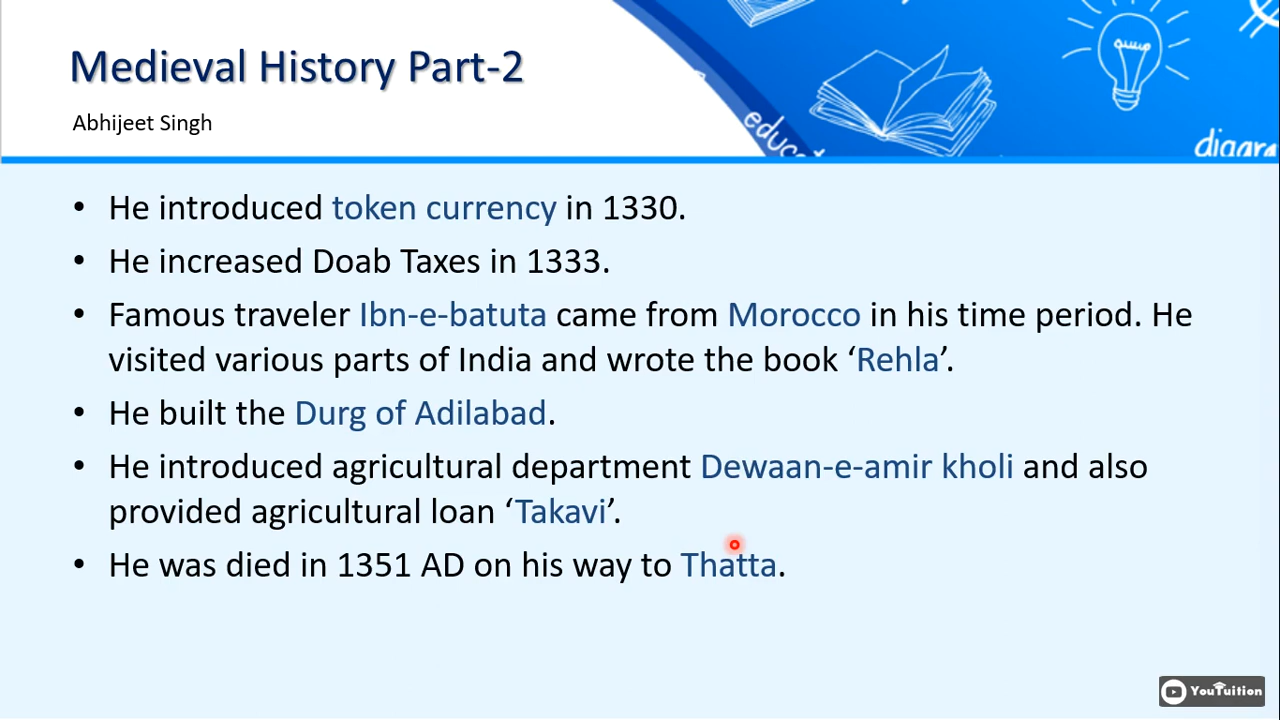 Medieval History Part-2
Abhijeet Singh
educat
diagra
• He introduced token currency in 1330.
• He increased Doab Taxes in 1333.
• Famous traveler Ibn-e-batuta came from Morocco in his time period. He
visited various parts of India and wrote the book ‘Rehla’.
• He built the Durg of Adilabad.
• He introduced agricultural department Dewaan-e-amir kholi and also
provided agricultural loan ‘Takavi’.
• He was died in 1351 AD on his way to Thatta.
YouTuition